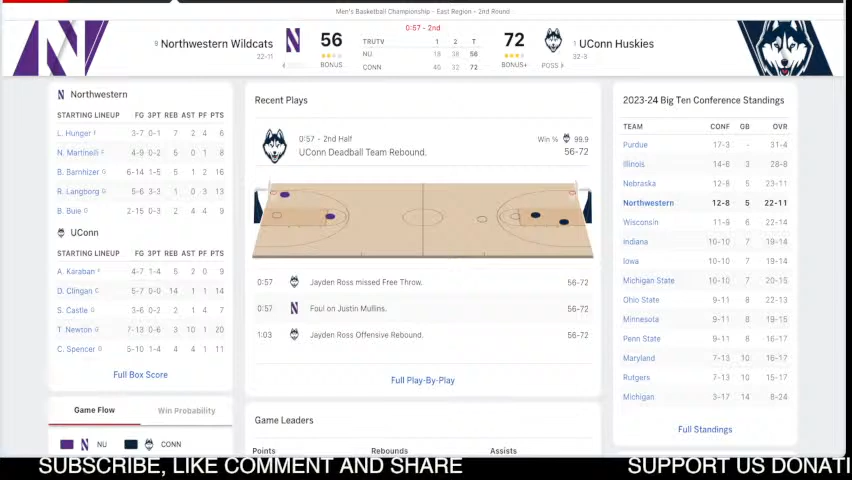 Men's Basketball Championship - East Region - 2nd Round
0:57 - 2nd
9 Northwestern Wildcats
22-11
56
BONUS
TRUTV 1 2 T
NU 18 38 56
CONN 40 32 72
72
BONUS+
POSS
1 UConn Huskies
32-3
Northwestern
STARTING LINEUP FG 3PT REB AST PF PTS
L. Hunger F 3-7 0-1 7 2 4 6
N. Martinelli F 4-9 0-2 5 0 1 8
B. Barnhizer G 6-14 1-5 5 1 2 16
R. Langborg G 5-6 3-3 1 0 3 13
B. Buie G 2-15 0-3 2 4 4 9
UConn
STARTING LINEUP FG 3PT REB AST PF PTS
A. Karaban F 4-7 1-4 5 2 0 9
D. Clingan C 5-7 0-0 14 1 1 14
S. Castle G 3-6 0-2 2 1 4 7
T. Newton G 7-13 0-6 3 10 1 20
C. Spencer G 5-10 1-4 4 4 1 11
Full Box Score
Game Flow Win Probability
NU CONN
Recent Plays
0:57 - 2nd Half
UConn Deadball Team Rebound.
Win % 99.9
56-72
0:57 Jayden Ross missed Free Throw. 56-72
0:57 Foul on Justin Mullins. 56-72
1:03 Jayden Ross Offensive Rebound. 56-72
Full Play-By-Play
Game Leaders
Points Rebounds Assists
2023-24 Big Ten Conference Standings
TEAM CONF GB OVR
Purdue 17-3 - 31-4
Illinois 14-6 3 28-8
Nebraska 12-8 5 23-11
Northwestern 12-8 5 22-11
Wisconsin 11-9 6 22-14
Indiana 10-10 7 19-14
Iowa 10-10 7 19-14
Michigan State 10-10 7 20-15
Ohio State 9-11 8 22-13
Minnesota 9-11 8 19-15
Penn State 9-11 8 16-17
Maryland 7-13 10 16-17
Rutgers 7-13 10 15-17
Michigan 3-17 14 8-24
Full Standings
SUBSCRIBE, LIKE COMMENT AND SHARE SUPPORT US DONATI